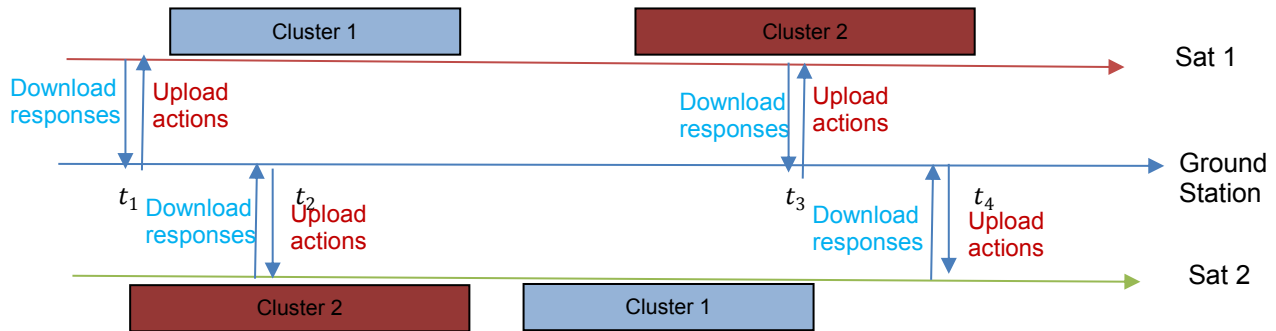 Cluster 1
Cluster 2
Sat 1
Download
responses
Upload
actions
Download
responses
Upload
actions
Ground
Station
t₁
t₂
t₃
t₄
Download
responses
Upload
actions
Download
responses
Upload
actions
Sat 2
Cluster 2
Cluster 1